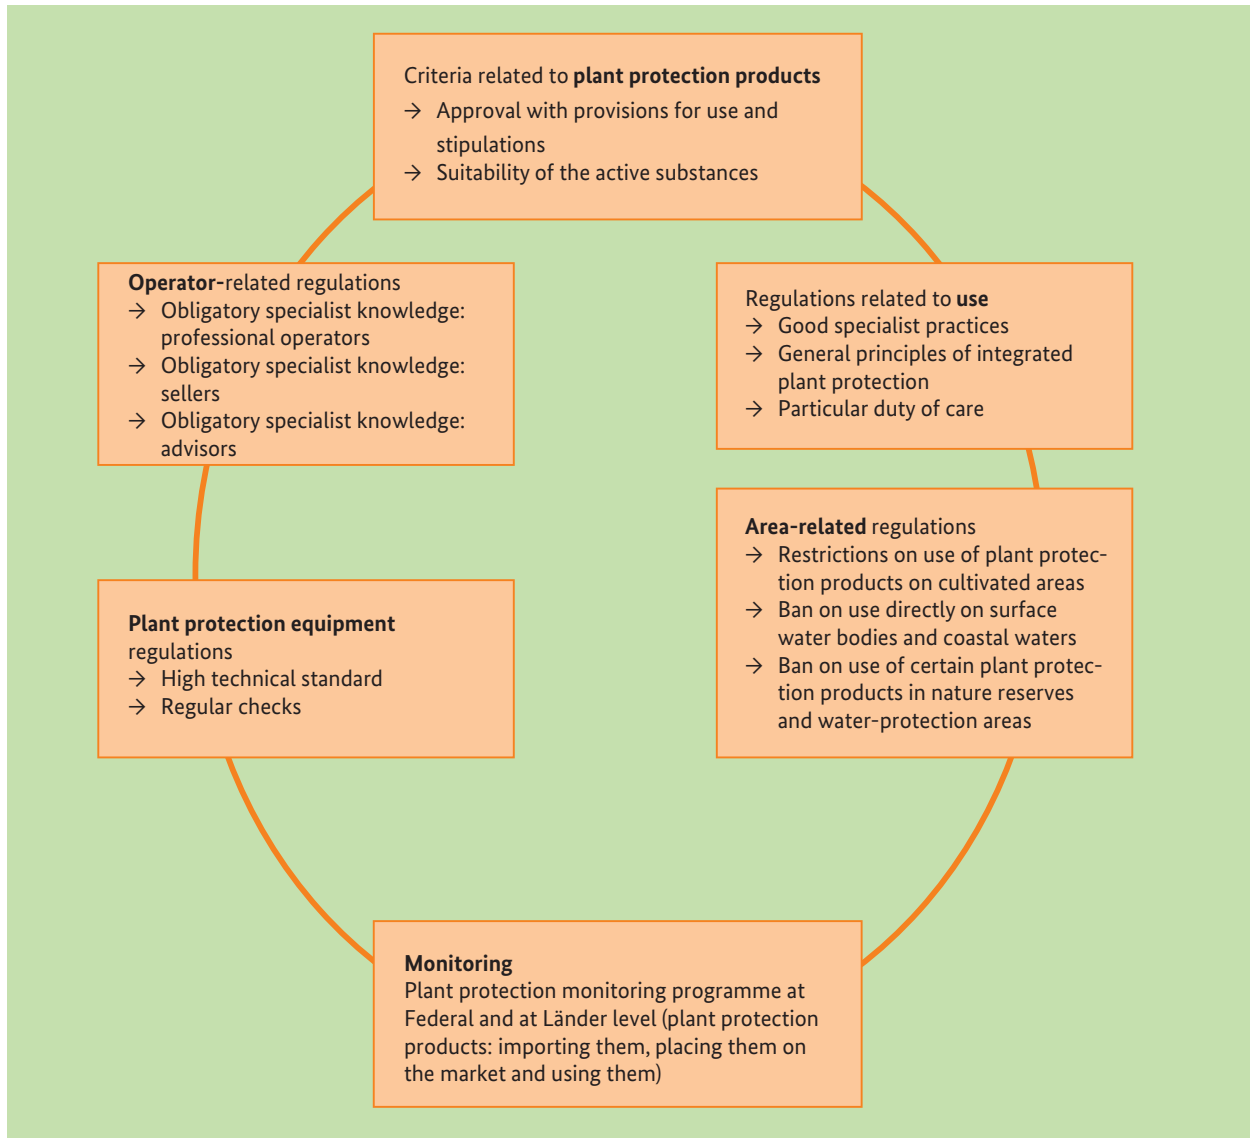 Criteria related to plant protection products
→ Approval with provisions for use and
stipulations
→ Suitability of the active substances
Operator-related regulations
→ Obligatory specialist knowledge:
professional operators
→ Obligatory specialist knowledge:
sellers
→ Obligatory specialist knowledge:
advisors
Regulations related to use
→ Good specialist practices
→ General principles of integrated
plant protection
→ Particular duty of care
Plant protection equipment
regulations
→ High technical standard
→ Regular checks
Area-related regulations
→ Restrictions on use of plant protec-
tion products on cultivated areas
→ Ban on use directly on surface
water bodies and coastal waters
→ Ban on use of certain plant protec-
tion products in nature reserves
and water-protection areas
Monitoring
Plant protection monitoring programme at
Federal and at Länder level (plant protection
products: importing them, placing them on
the market and using them)